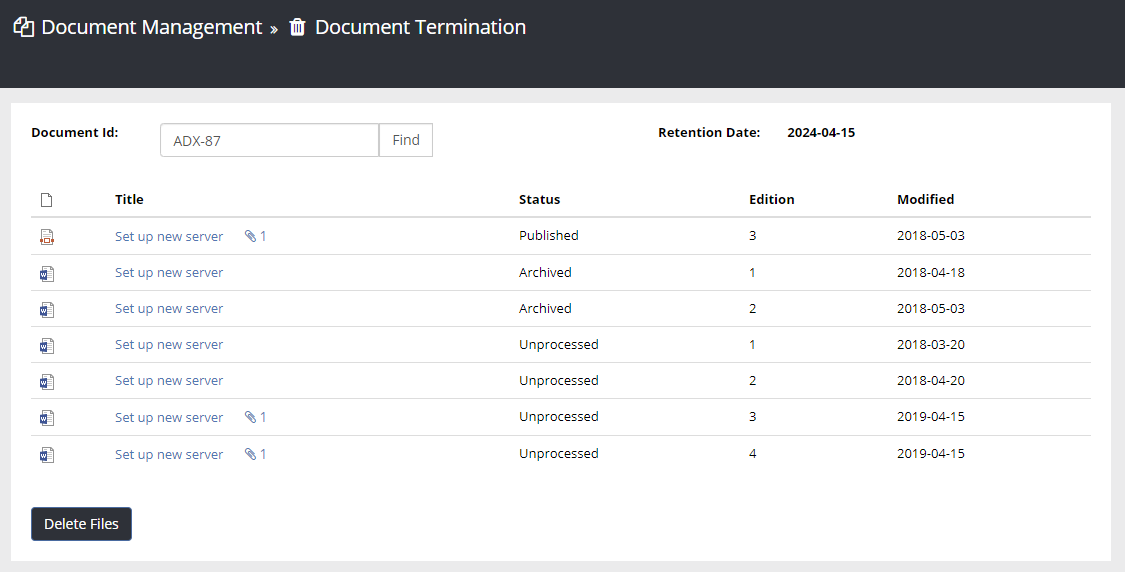 Document Management » Document Termination
Document Id: ADX-87 Find Retention Date: 2024-04-15
Title Status Edition Modified
Set up new server 1 Published 3 2018-05-03
Set up new server Archived 1 2018-04-18
Set up new server Archived 2 2018-05-03
Set up new server Unprocessed 1 2018-03-20
Set up new server Unprocessed 2 2018-04-20
Set up new server 1 Unprocessed 3 2019-04-15
Set up new server 1 Unprocessed 4 2019-04-15
Delete Files